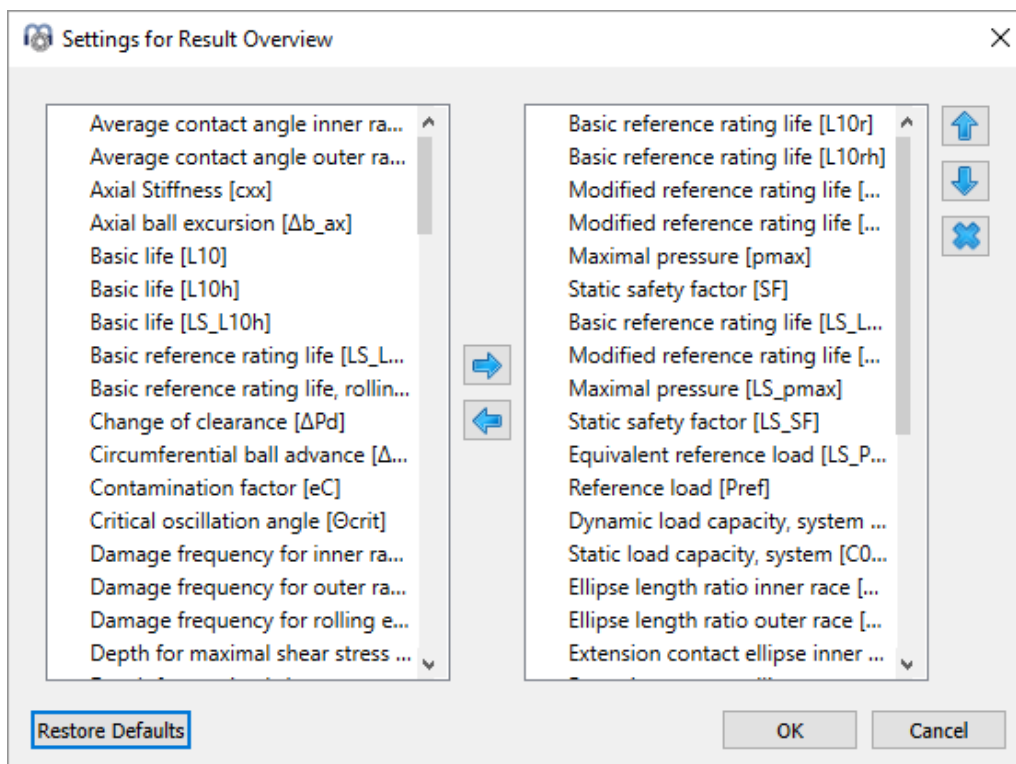 Settings for Result Overview
Average contact angle inner ra...
Average contact angle outer ra...
Axial Stiffness [cxx]
Axial ball excursion [Δb_ax]
Basic life [L10]
Basic life [L10h]
Basic life [LS_L10h]
Basic reference rating life [LS_L...
Basic reference rating life, rollin...
Change of clearance [ΔPd]
Circumferential ball advance [Δ...
Contamination factor [eC]
Critical oscillation angle [Θcrit]
Damage frequency for inner ra...
Damage frequency for outer ra...
Damage frequency for rolling e...
Depth for maximal shear stress ...
Basic reference rating life [L10r]
Basic reference rating life [L10rh]
Modified reference rating life [...
Modified reference rating life [...
Maximal pressure [pmax]
Static safety factor [SF]
Basic reference rating life [LS_L...
Modified reference rating life [...
Maximal pressure [LS_pmax]
Static safety factor [LS_SF]
Equivalent reference load [LS_P...
Reference load [Pref]
Dynamic load capacity, system ...
Static load capacity, system [C0...
Ellipse length ratio inner race [...
Ellipse length ratio outer race [...
Extension contact ellipse inner ...
Restore Defaults
OK
Cancel